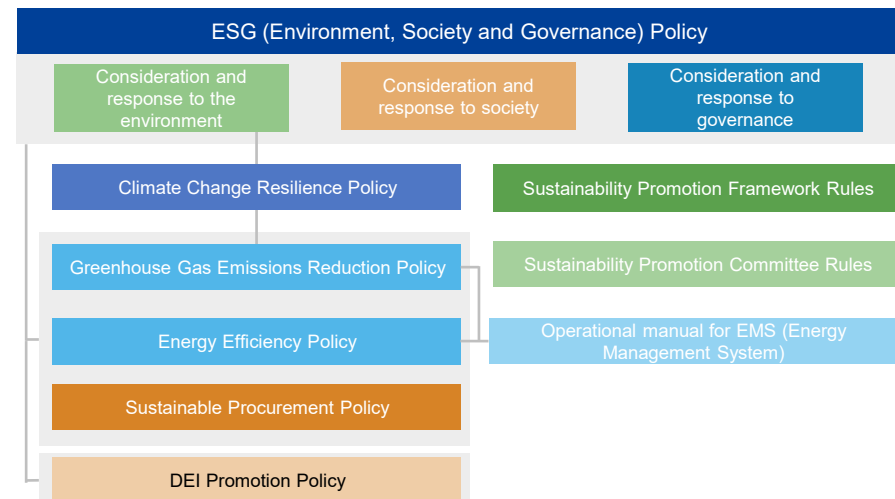 ESG (Environment, Society and Governance) Policy
Consideration and
response to the
environment
Consideration and
response to society
Consideration and
response to
governance
Climate Change Resilience Policy
Sustainability Promotion Framework Rules
Greenhouse Gas Emissions Reduction Policy
Sustainability Promotion Committee Rules
Energy Efficiency Policy
Operational manual for EMS (Energy
Management System)
Sustainable Procurement Policy
DEI Promotion Policy